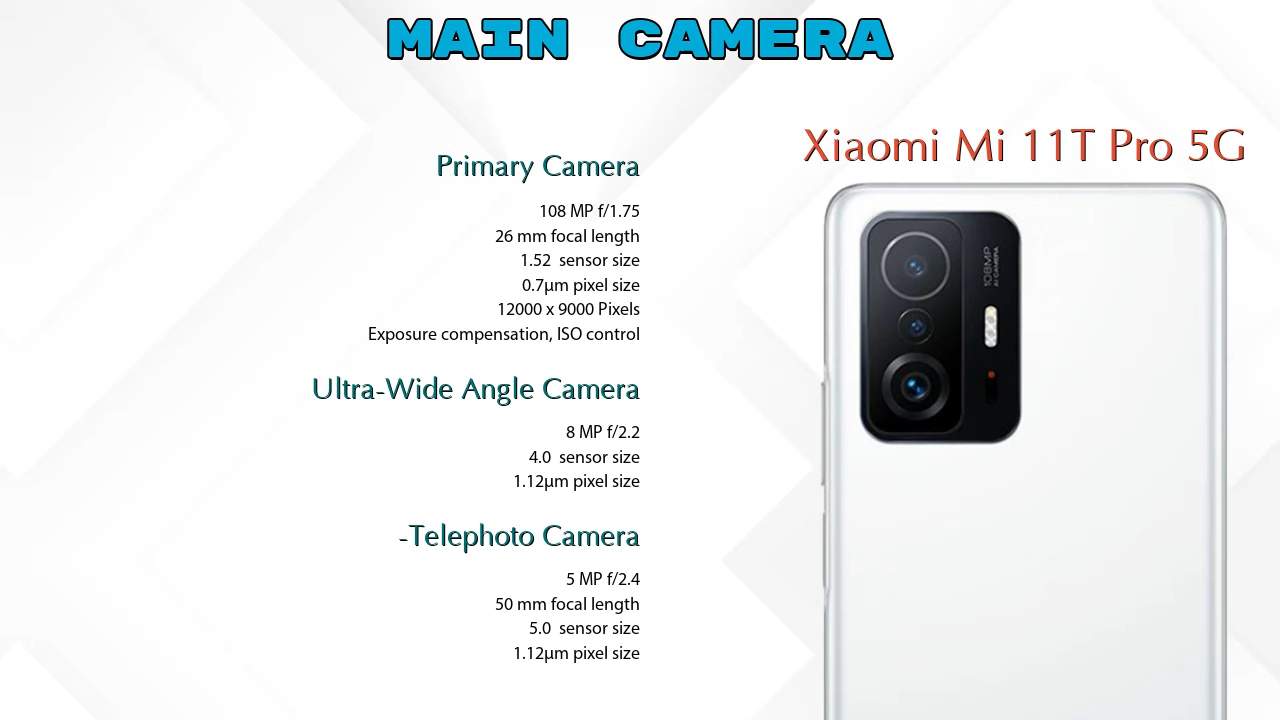 MAIN CAMERA
Xiaomi Mi 11T Pro 5G
Primary Camera
108 MP f/1.75
26 mm focal length
1.52 sensor size
0.7µm pixel size
12000 x 9000 Pixels
Exposure compensation, ISO control
Ultra-Wide Angle Camera
8 MP f/2.2
4.0 sensor size
1.12µm pixel size
-Telephoto Camera
5 MP f/2.4
50 mm focal length
5.0 sensor size
1.12µm pixel size
108MP
AI CAMERA